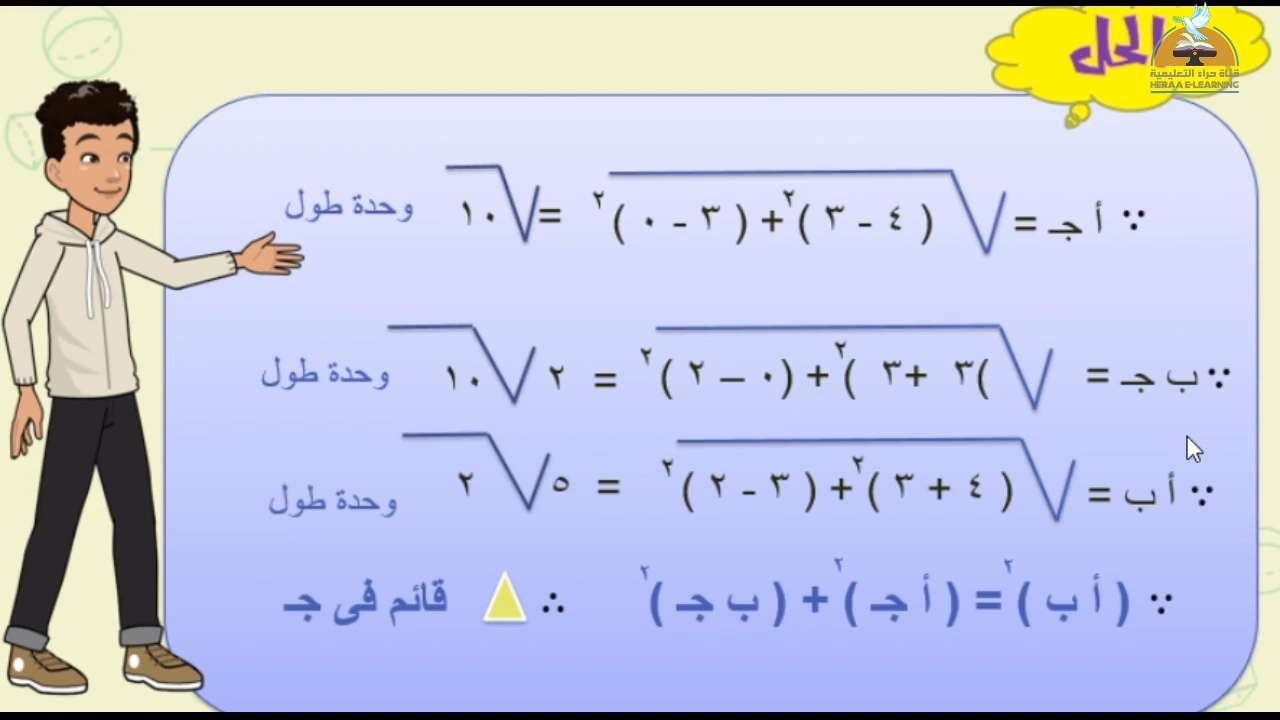 الحل
قناة حراء التعليمية
HERAA E-LEARNING
∵ أ جـ = √(( ٤ - ٣ )٢ + ( ٣ - ٠ )٢) = √١٠ وحدة طول
∵ ب جـ = √()٣ + ٣ )٢ + (٠ – ٢ )٢ = ٢ √١٠ وحدة طول
∵ أ ب = √(( ٤ + ٣ )٢ + ( ٣ - ٢ )٢) = ٥ √٢ وحدة طول
∵ ( أ ب )٢ = ( أ جـ )٢ + ( ب جـ )٢ ∴ △ قائم فى جـ